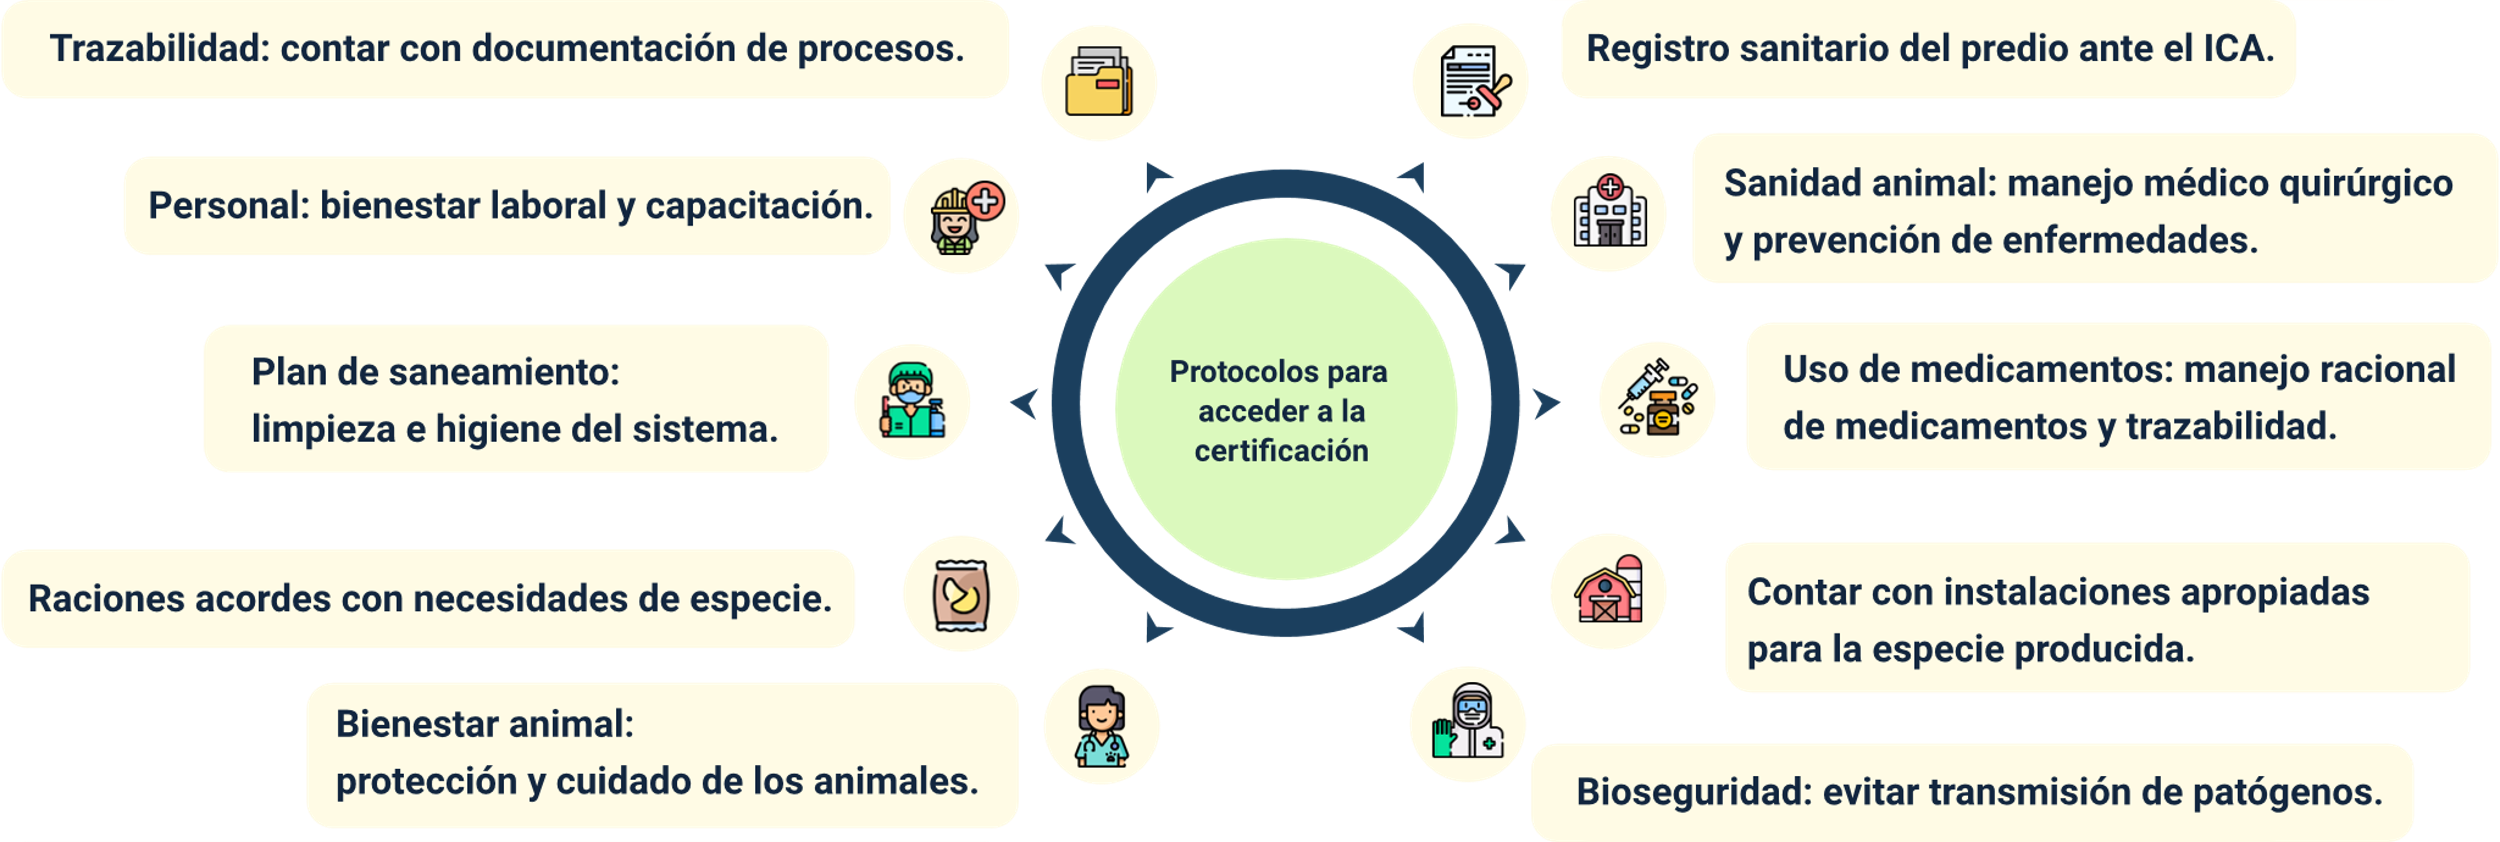 Trazabilidad: contar con documentación de procesos.
Personal: bienestar laboral y capacitación.
Plan de saneamiento:
limpieza e higiene del sistema.
Raciones acordes con necesidades de especie.
Bienestar animal:
protección y cuidado de los animales.
Protocolos para
acceder a la
certificación
Registro sanitario del predio ante el ICA.
Sanidad animal: manejo médico quirúrgico
y prevención de enfermedades.
Uso de medicamentos: manejo racional
de medicamentos y trazabilidad.
Contar con instalaciones apropiadas
para la especie producida.
Bioseguridad: evitar transmisión de patógenos.